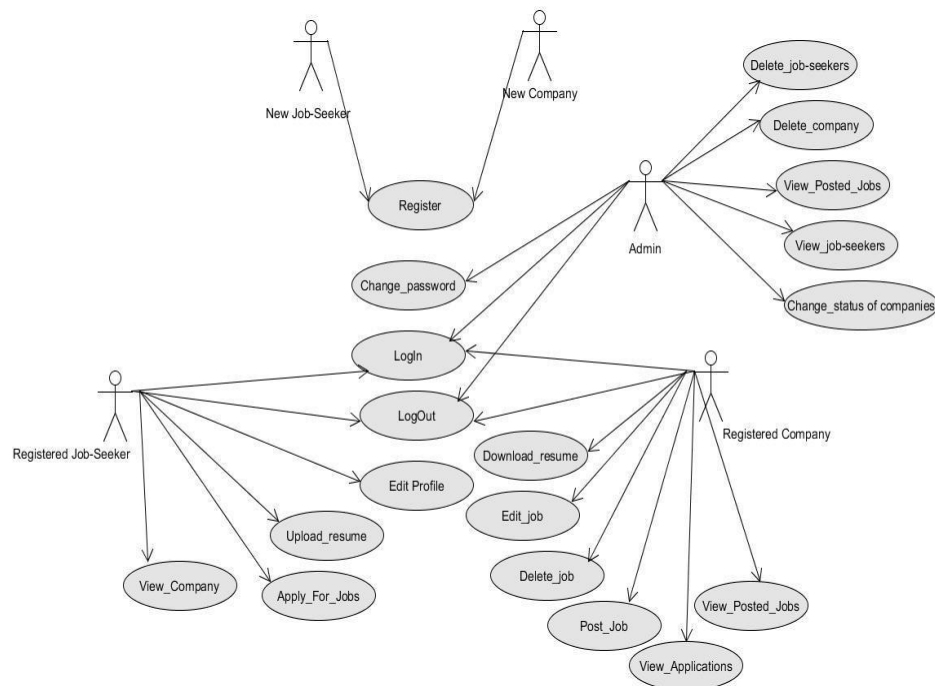 New Job-Seeker
New Company
Delete_job-seekers
Delete_company
Register
View_Posted_Jobs
Admin
View_job-seekers
Change_password
Change_status of companies
LogIn
LogOut
Registered Job-Seeker
Registered Company
Download_resume
Edit Profile
Edit_job
Upload_resume
View_Company
Apply_For_Jobs
Delete_job
View_Posted_Jobs
Post_Job
View_Applications